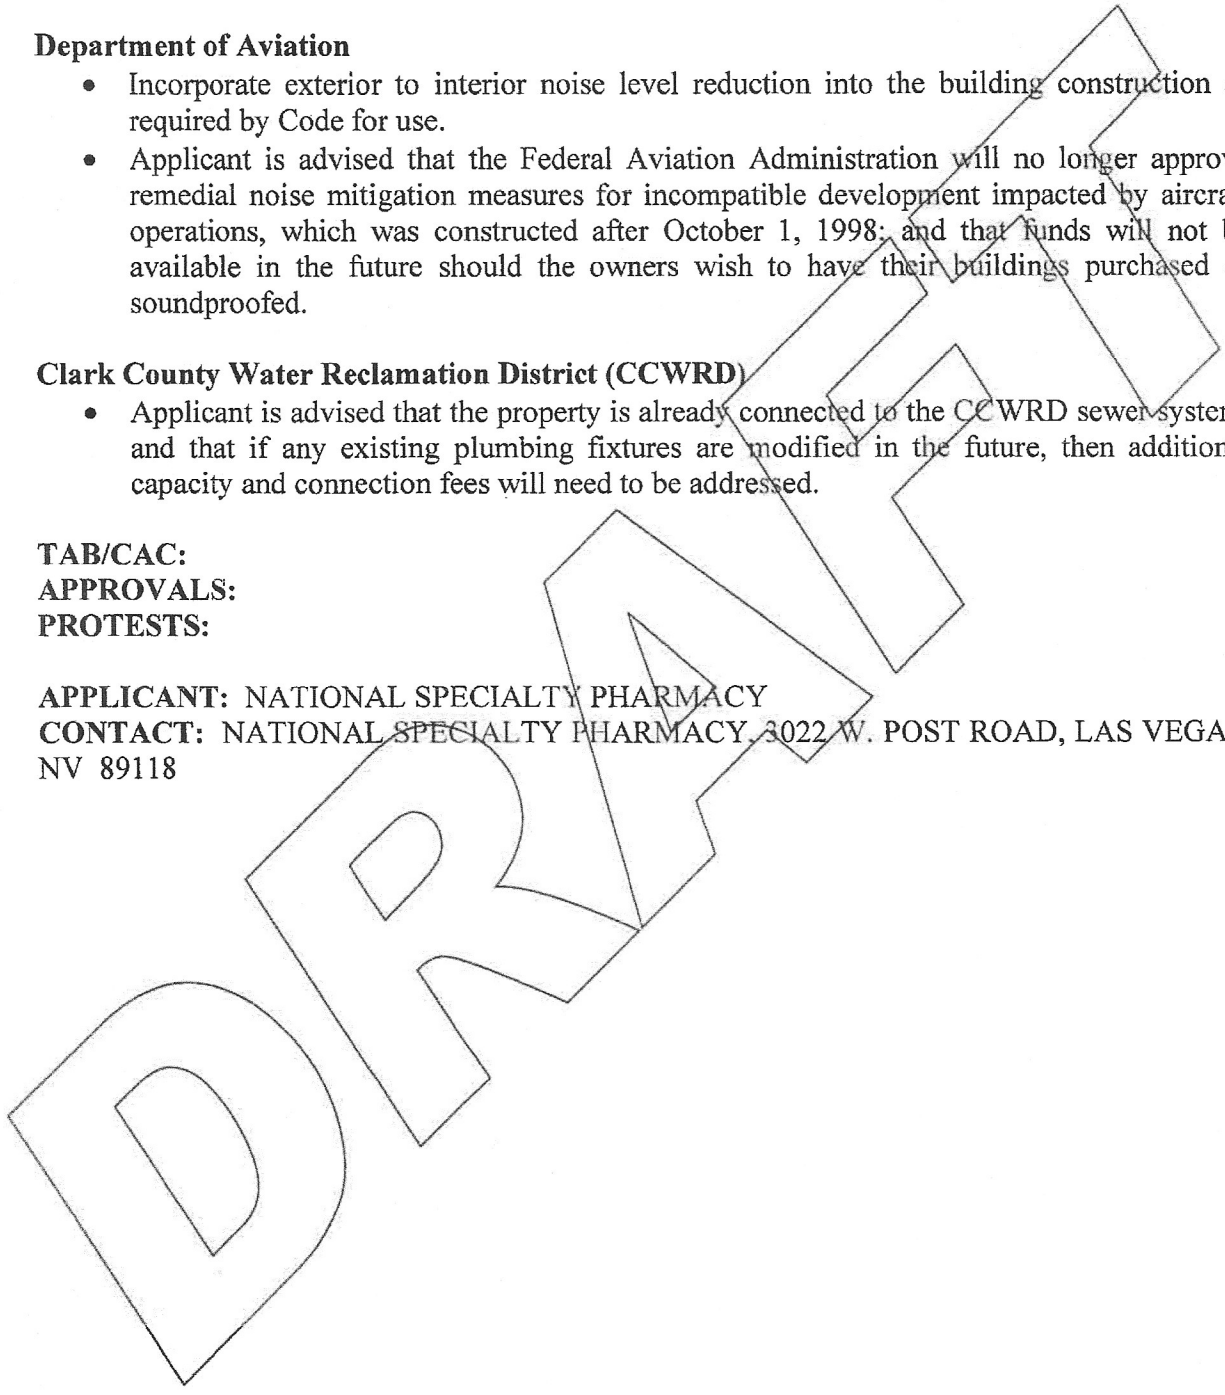 Department of Aviation
• Incorporate exterior to interior noise level reduction into the building construction
required by Code for use.
• Applicant is advised that the Federal Aviation Administration will no longer approv
remedial noise mitigation measures for incompatible development impacted by aircra
operations, which was constructed after October 1, 1998; and that funds will not
available in the future should the owners wish to have their buildings purchased
soundproofed.
Clark County Water Reclamation District (CCWRD)
• Applicant is advised that the property is already connected to the CCWRD sewer system
and that if any existing plumbing fixtures are modified in the future, then addition
capacity and connection fees will need to be addressed.
TAB/CAC:
APPROVALS:
PROTESTS:
APPLICANT: NATIONAL SPECIALTY PHARMACY
CONTACT: NATIONAL SPECIALTY PHARMACY, 3022 W. POST ROAD, LAS VEGA
NV 89118
DRAFT